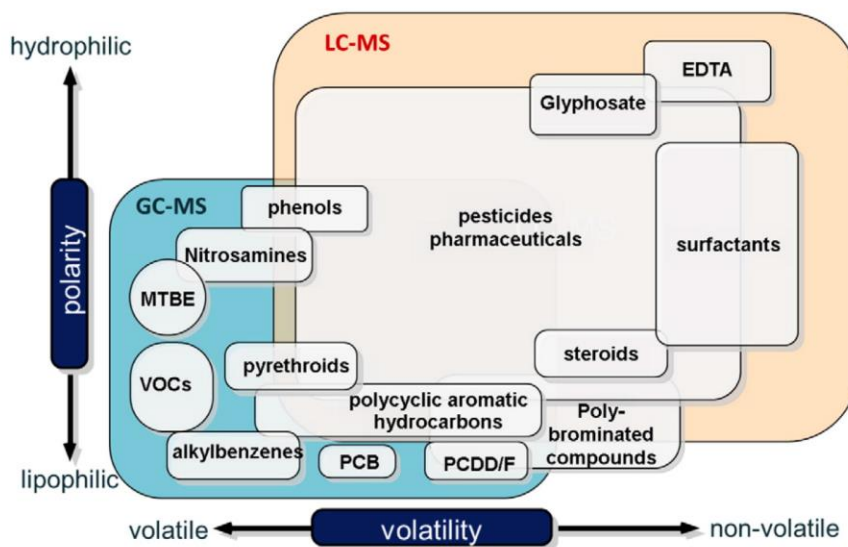 hydrophilic
LC-MS
EDTA
Glyphosate
GC-MS
phenols
pesticides
pharmaceuticals
surfactants
Nitrosamines
MTBE
polarity
steroids
pyrethroids
VOCs
polycyclic aromatic
hydrocarbons
Poly-
brominated
compounds
alkylbenzenes
PCB
PCDD/F
lipophilic
volatile
volatility
non-volatile